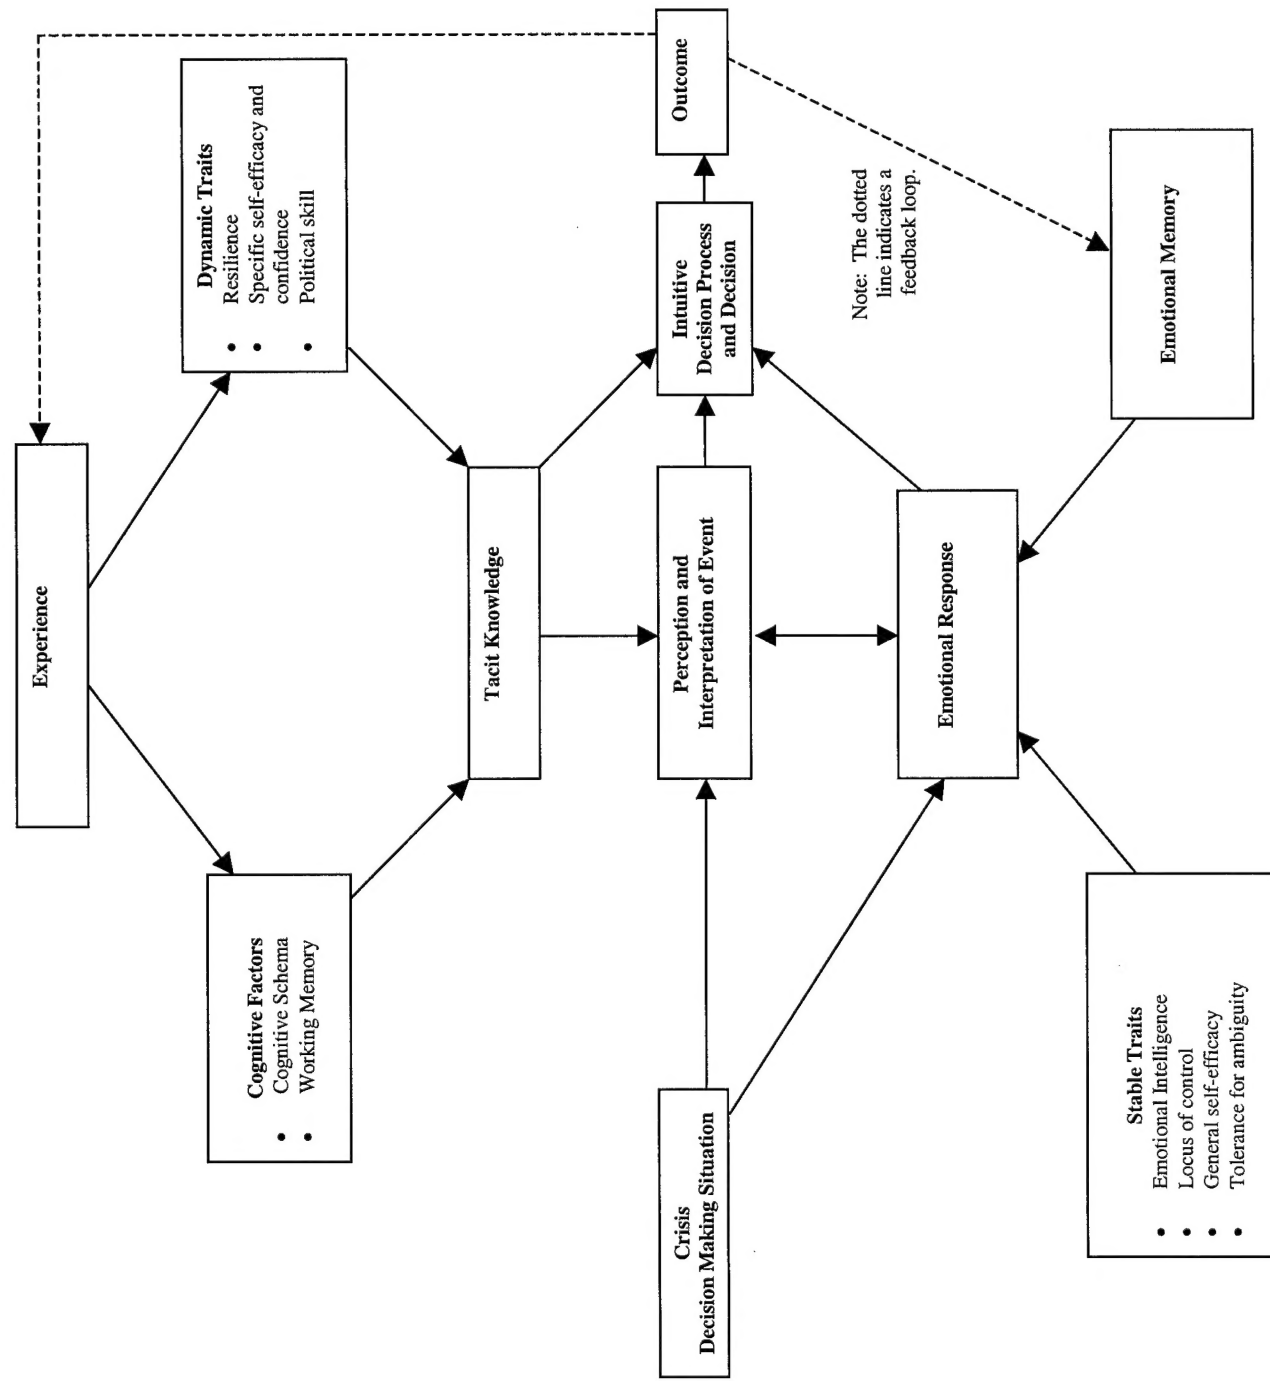 Experience
Cognitive Factors
• Cognitive Schema
• Working Memory
Dynamic Traits
• Resilience
• Specific self-efficacy and
confidence
• Political skill
Tacit Knowledge
Crisis
Decision Making Situation
Perception and
Interpretation of Event
Intuitive
Decision Process
and Decision
Outcome
Note: The dotted
line indicates a
feedback loop.
Emotional Response
Stable Traits
• Emotional Intelligence
• Locus of control
• General self-efficacy
• Tolerance for ambiguity
Emotional Memory